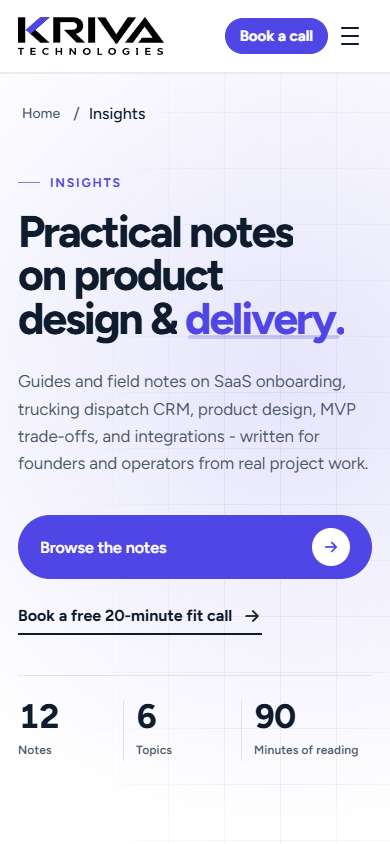 KRIVA
TECHNOLOGIES
Book a call
Home / Insights
INSIGHTS
Practical notes
on product
design & delivery.
Guides and field notes on SaaS onboarding,
trucking dispatch CRM, product design, MVP
trade-offs, and integrations - written for
founders and operators from real project work.
Browse the notes
Book a free 20-minute fit call
12
Notes
6
Topics
90
Minutes of reading